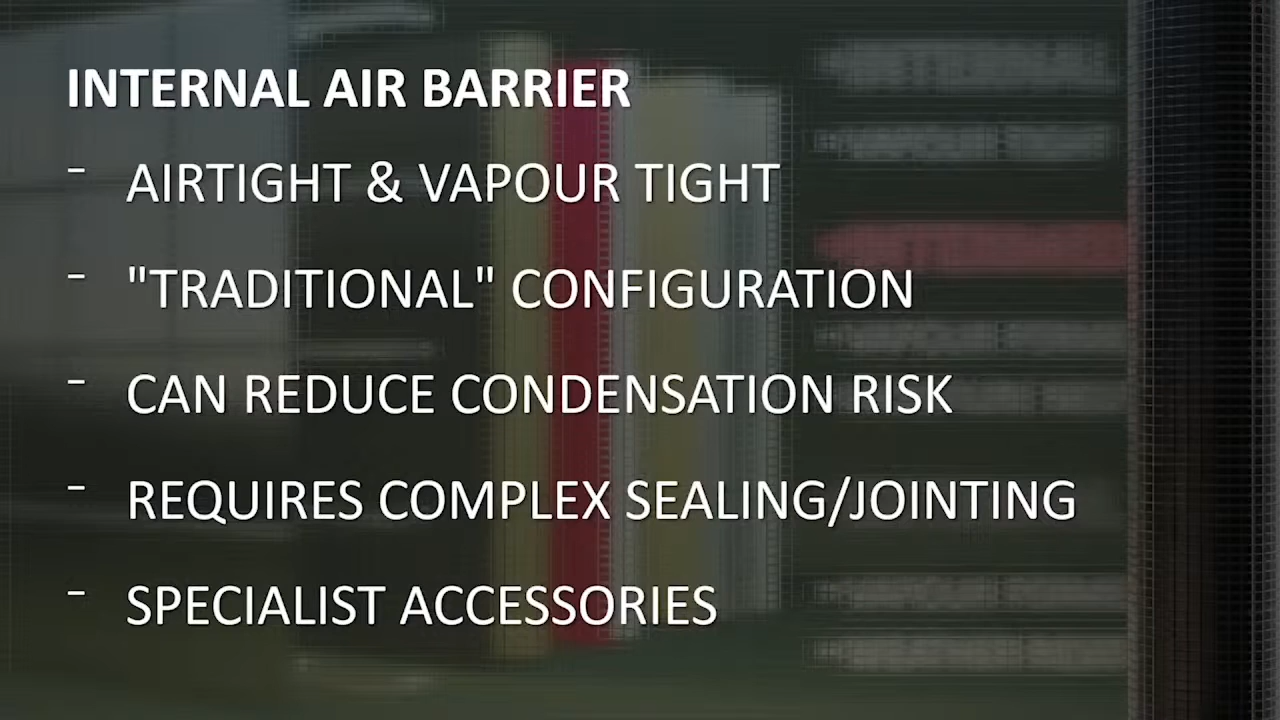 INTERNAL AIR BARRIER
- AIRTIGHT & VAPOUR TIGHT
- "TRADITIONAL" CONFIGURATION
- CAN REDUCE CONDENSATION RISK
- REQUIRES COMPLEX SEALING/JOINTING
- SPECIALIST ACCESSORIES